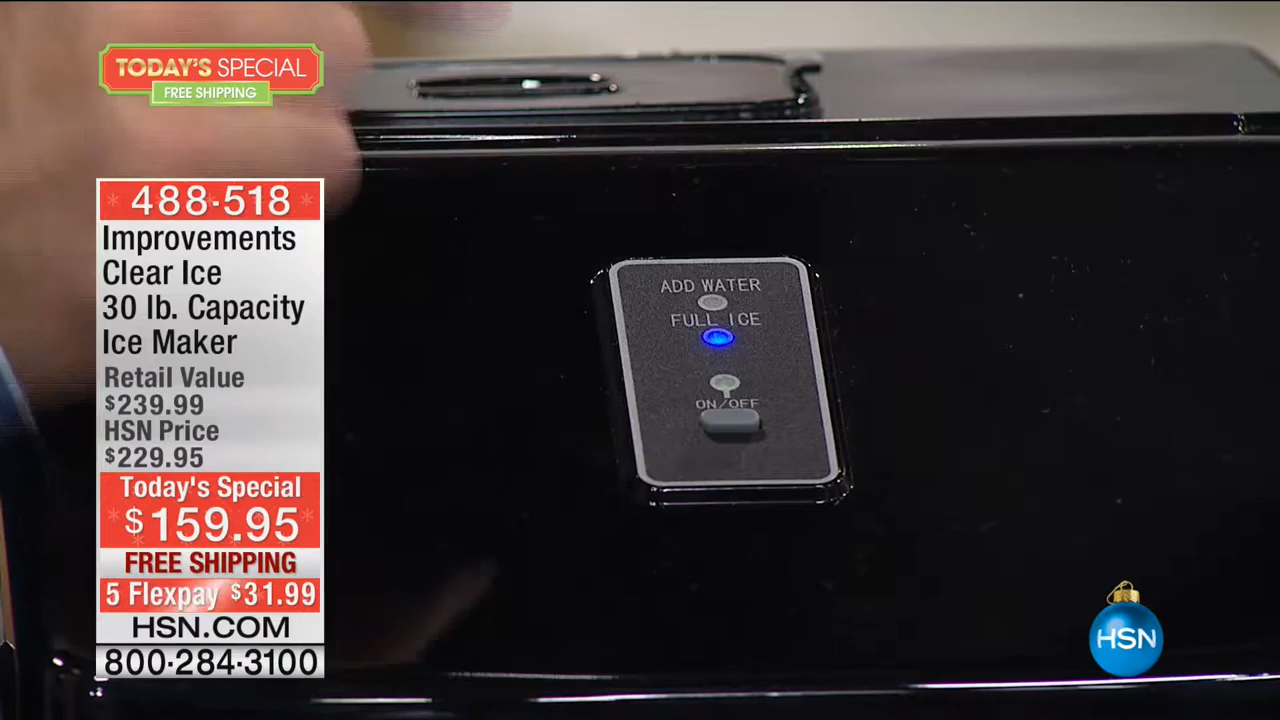 TODAY'S SPECIAL
FREE SHIPPING
488-518
Improvements
Clear Ice
30 lb. Capacity
Ice Maker
Retail Value
$239.99
HSN Price
$229.95
Today's Special
$159.95
FREE SHIPPING
5 Flexpay $31.99
HSN.COM
800-284-3100
ADD WATER
FULL ICE
ON/OFF
HSN